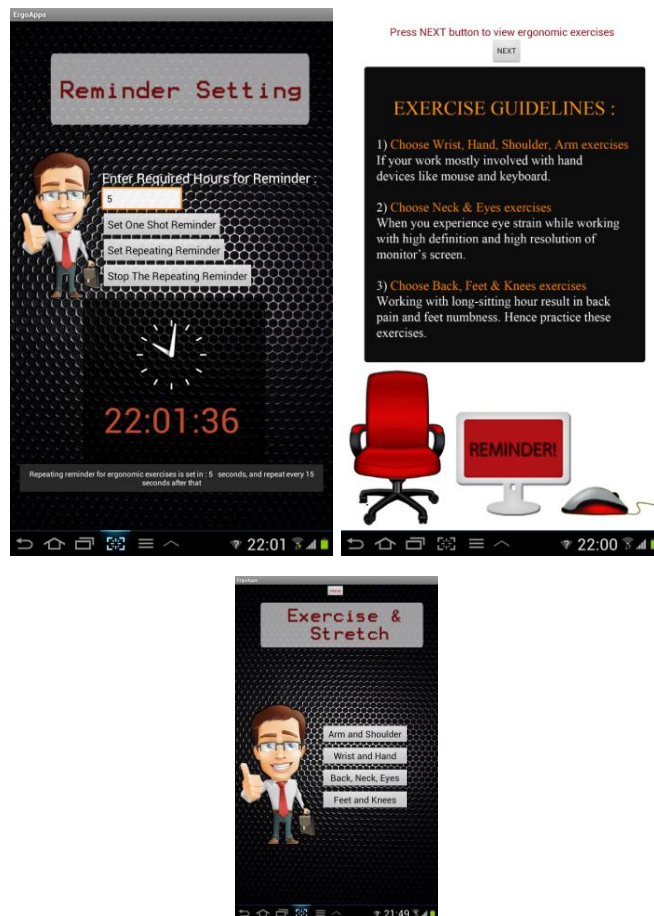 ErgoApps
Reminder Setting
Enter Required Hours for Reminder :
5
Set One Shot Reminder
Set Repeating Reminder
Stop The Repeating Reminder
22:01:36
Repeating reminder for ergonomic exercises is set in : 5 seconds, and repeat every 15
seconds after that
22:01
Press NEXT button to view ergonomic exercises
NEXT
EXERCISE GUIDELINES :
1) Choose Wrist, Hand, Shoulder, Arm exercises
If your work mostly involved with hand
devices like mouse and keyboard.
2) Choose Neck & Eyes exercises
When you experience eye strain while working
with high definition and high resolution of
monitor's screen.
3) Choose Back, Feet & Knees exercises
Working with long-sitting hour result in back
pain and feet numbness. Hence practice these
exercises.
REMINDER!
22:00
ErgoApps
Exercise &
Stretch
Arm and Shoulder
Wrist and Hand
Back, Neck, Eyes
Feet and Knees
21:49